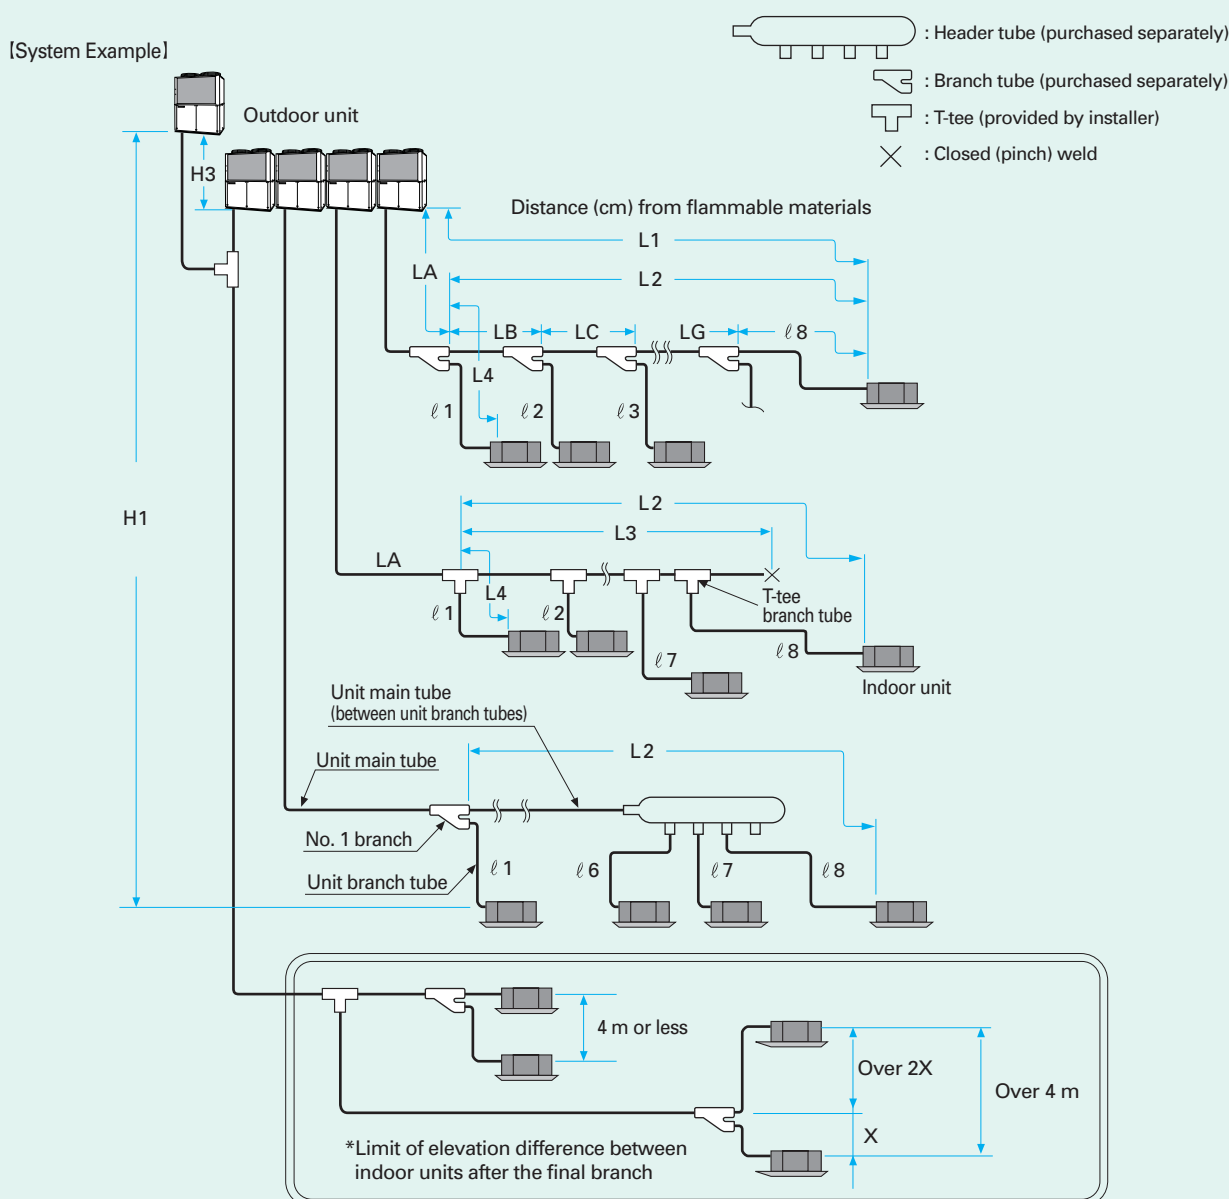 [System Example]
: Header tube (purchased separately)
: Branch tube (purchased separately)
: T-tee (provided by installer)
: Closed (pinch) weld
Outdoor unit
H3
Distance (cm) from flammable materials
L1
LA
L2
LB
LC
LG
ℓ8
L4
ℓ1
ℓ2
ℓ3
H1
L2
L3
LA
L4
T-tee
branch tube
ℓ1
ℓ2
ℓ7
ℓ8
Indoor unit
Unit main tube
(between unit branch tubes)
L2
Unit main tube
No. 1 branch
Unit branch tube
ℓ1
ℓ6
ℓ7
ℓ8
4 m or less
Over 2X
Over 4 m
X
*Limit of elevation difference between
indoor units after the final branch